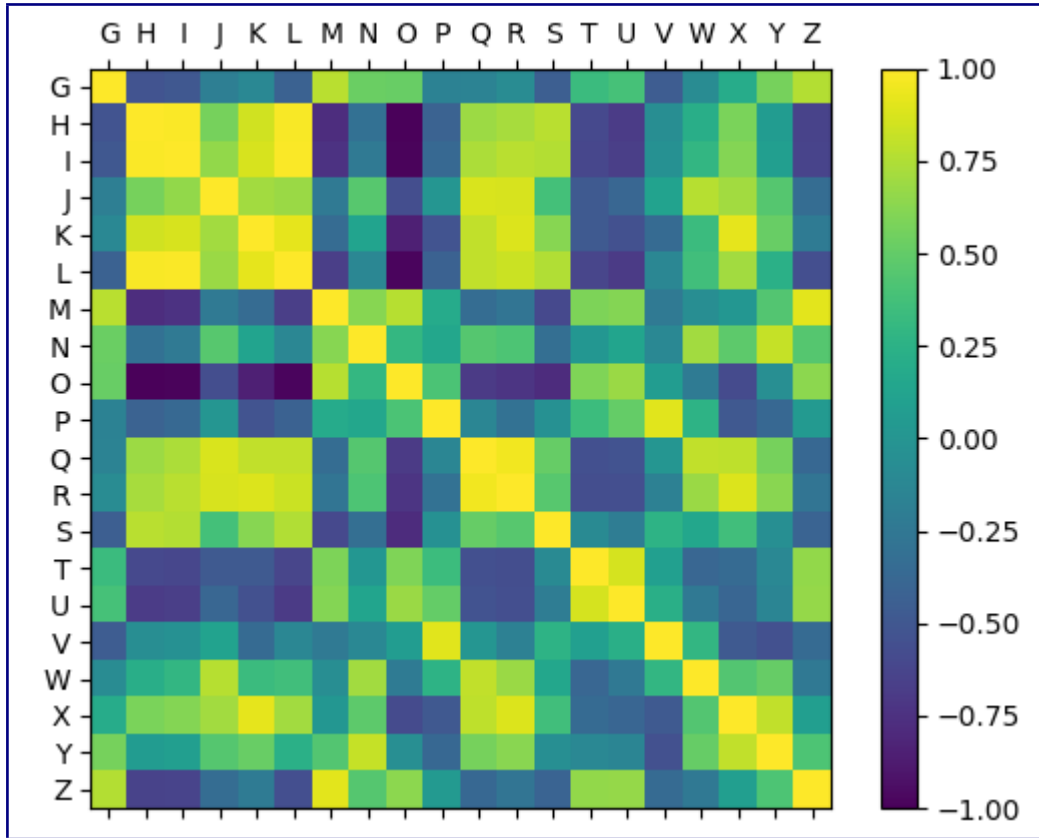 G H I J K L M N O P Q R S T U V W X Y Z
G
H
I
J
K
L
M
N
O
P
Q
R
S
T
U
V
W
X
Y
Z
1.00
0.75
0.50
0.25
0.00
−0.25
−0.50
−0.75
−1.00